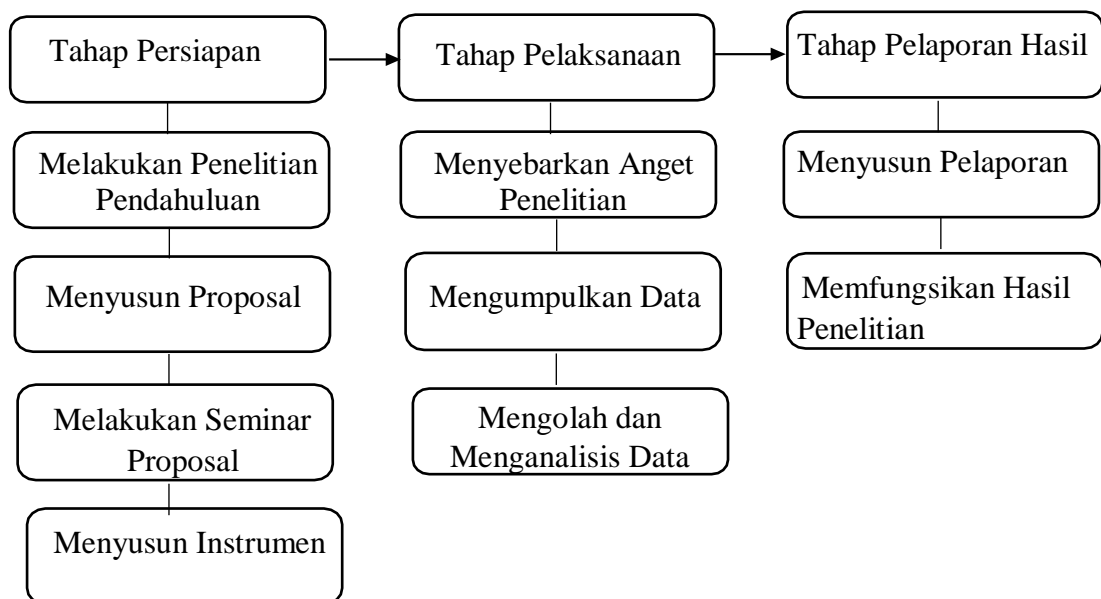 Tahap Persiapan
Tahap Pelaksanaan
Tahap Pelaporan Hasil
Melakukan Penelitian
Pendahuluan
Menyebarkan Anget
Penelitian
Menyusun Pelaporan
Menyusun Proposal
Mengumpulkan Data
Memfungsikan Hasil
Penelitian
Melakukan Seminar
Proposal
Mengolah dan
Menganalisis Data
Menyusun Instrumen